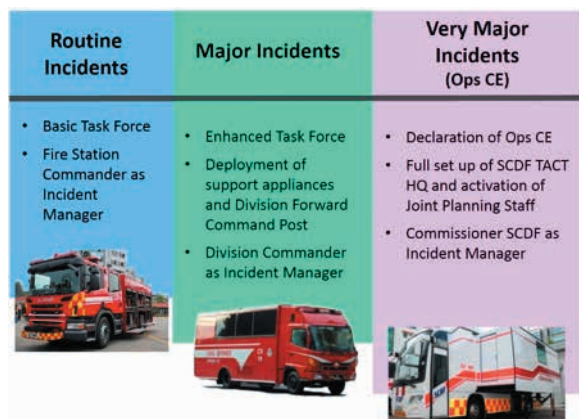 Routine
Incidents
• Basic Task Force
• Fire Station
Commander as
Incident
Manager
Major Incidents
• Enhanced Task Force
• Deployment of
support appliances
and Division Forward
Command Post
• Division Commander
as Incident Manager
Very Major
Incidents
(Ops CE)
• Declaration of Ops CE
• Full set up of SCDF TACT
HQ and activation of
Joint Planning Staff
• Commissioner SCDF as
Incident Manager